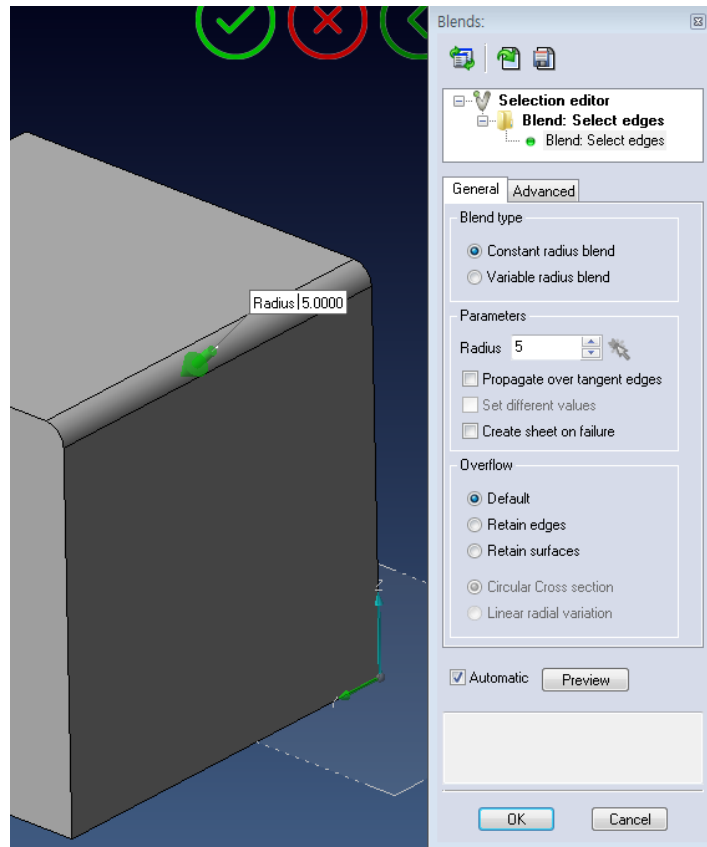 Blends:
Selection editor
Blend: Select edges
Blend: Select edges
General Advanced
Blend type
Constant radius blend
Variable radius blend
Radius 5.0000
Parameters
Radius 5
Propagate over tangent edges
Set different values
Create sheet on failure
Overflow
Default
Retain edges
Retain surfaces
Circular Cross section
Linear radial variation
Z
Y
Automatic Preview
OK Cancel